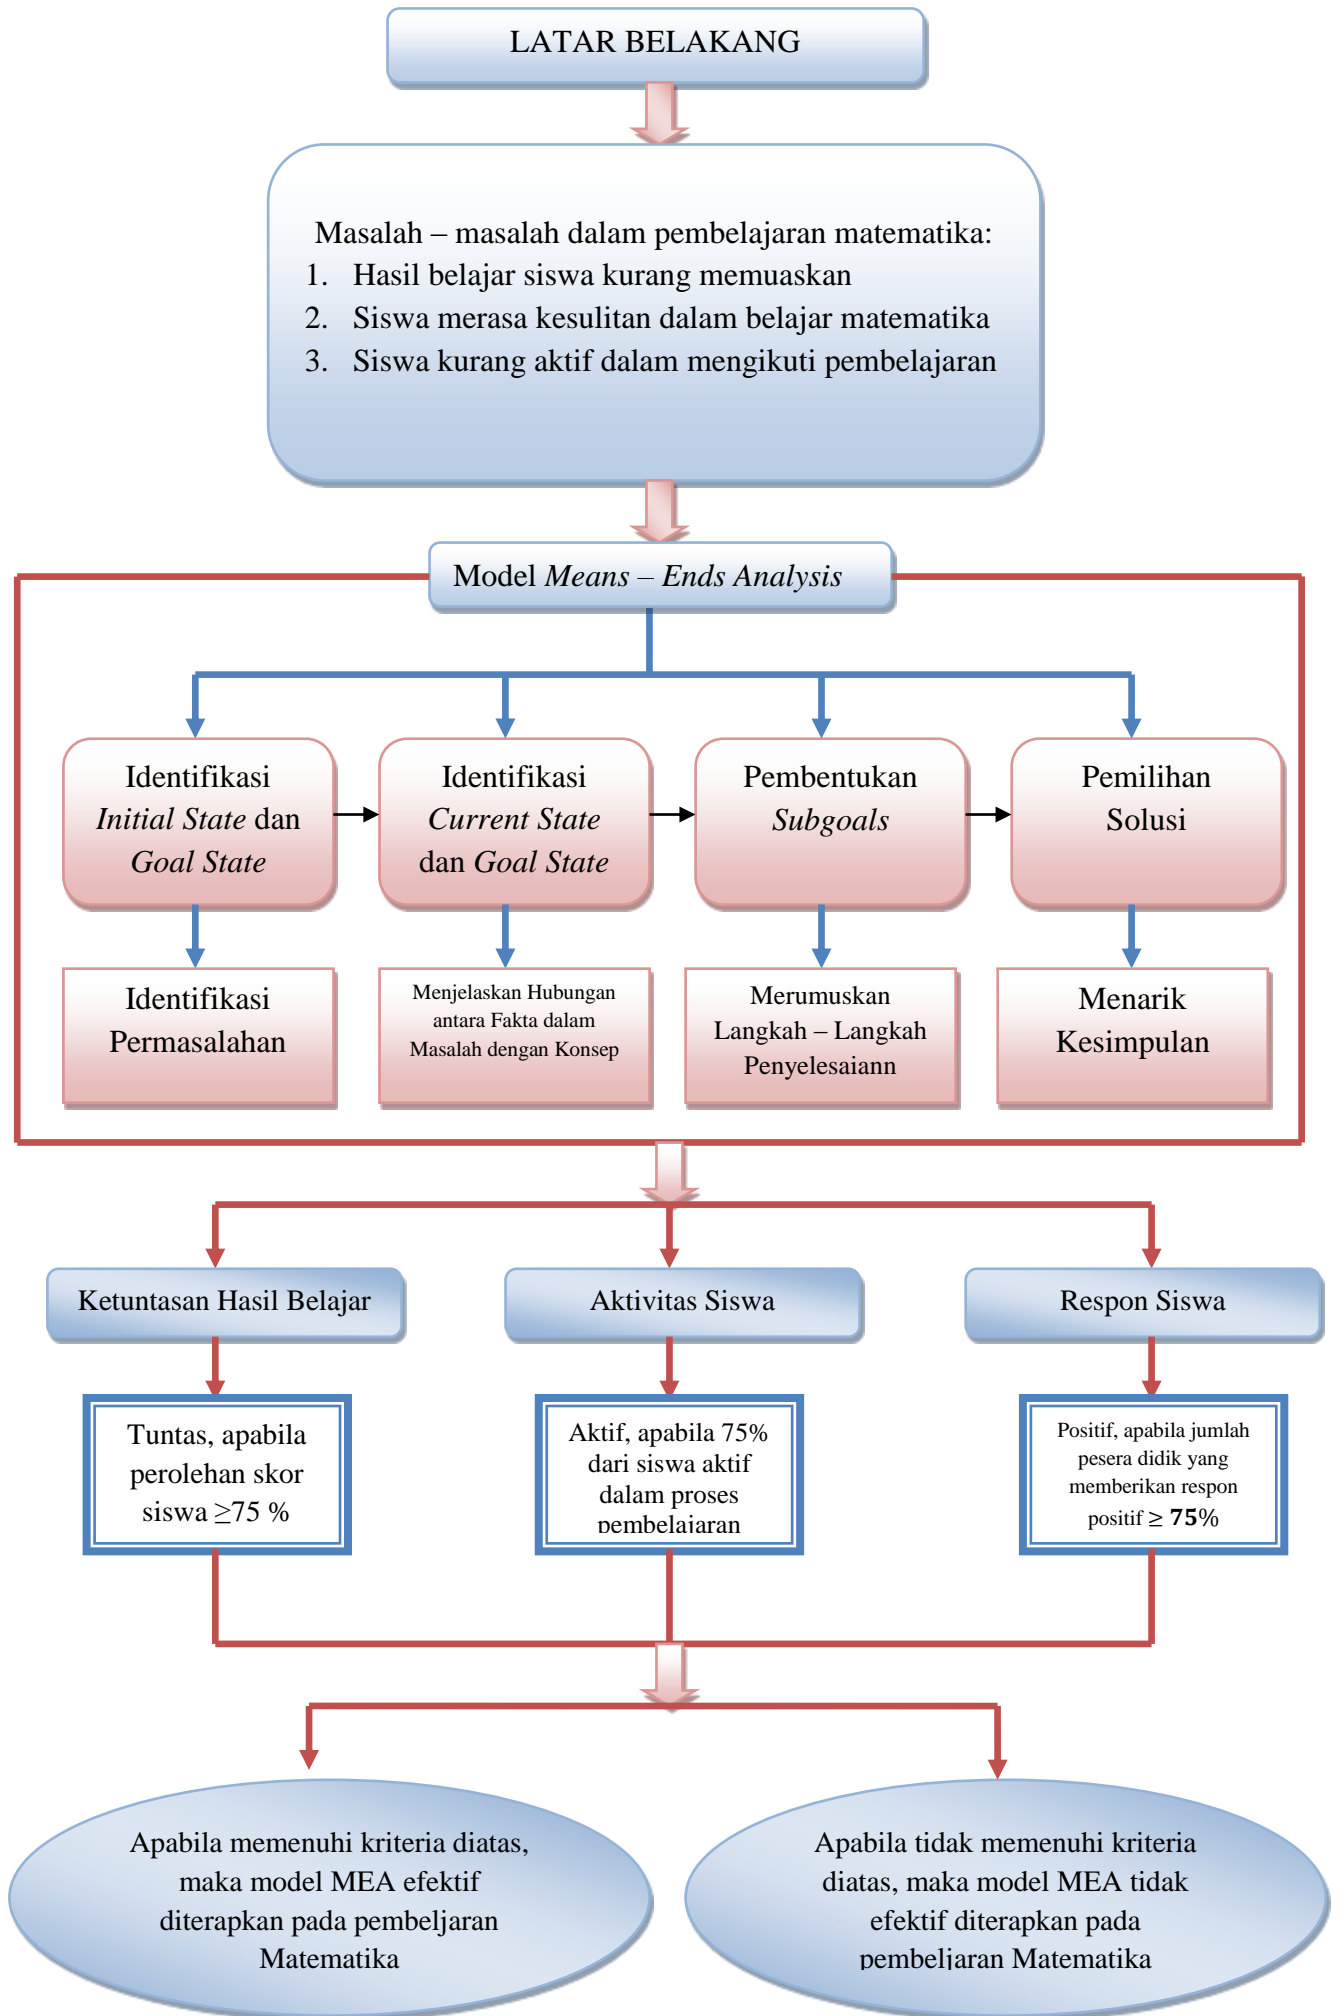 LATAR BELAKANG
Masalah – masalah dalam pembelajaran matematika:
1. Hasil belajar siswa kurang memuaskan
2. Siswa merasa kesulitan dalam belajar matematika
3. Siswa kurang aktif dalam mengikuti pembelajaran
Model Means – Ends Analysis
Identifikasi
Initial State dan
Goal State
Identifikasi
Current State
dan Goal State
Pembentukan
Subgoals
Pemilihan
Solusi
Identifikasi
Permasalahan
Menjelaskan Hubungan
antara Fakta dalam
Masalah dengan Konsep
Merumuskan
Langkah – Langkah
Penyelesaiann
Menarik
Kesimpulan
Ketuntasan Hasil Belajar
Aktivitas Siswa
Respon Siswa
Tuntas, apabila
perolehan skor
siswa ≥75 %
Aktif, apabila 75%
dari siswa aktif
dalam proses
pembelajaran
Positif, apabila jumlah
pesera didik yang
memberikan respon
positif ≥ 75%
Apabila memenuhi kriteria diatas,
maka model MEA efektif
diterapkan pada pembeljaran
Matematika
Apabila tidak memenuhi kriteria
diatas, maka model MEA tidak
efektif diterapkan pada
pembeljaran Matematika